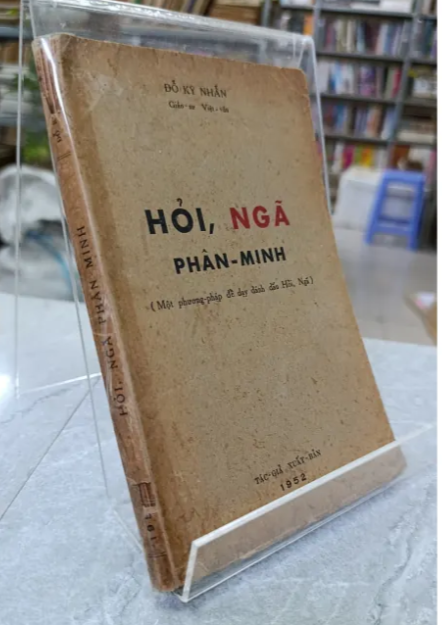 ĐỖ KỲ NHẪN
Giáo-sư Việt-văn
HỎI, NGÃ
PHÂN-MINH
(Một phương-pháp để dạy đánh dấu Hỏi, Ngã)
TÁC-GIẢ XUẤT-BẢN
1952
HỎI, NGÃ PHÂN MINH